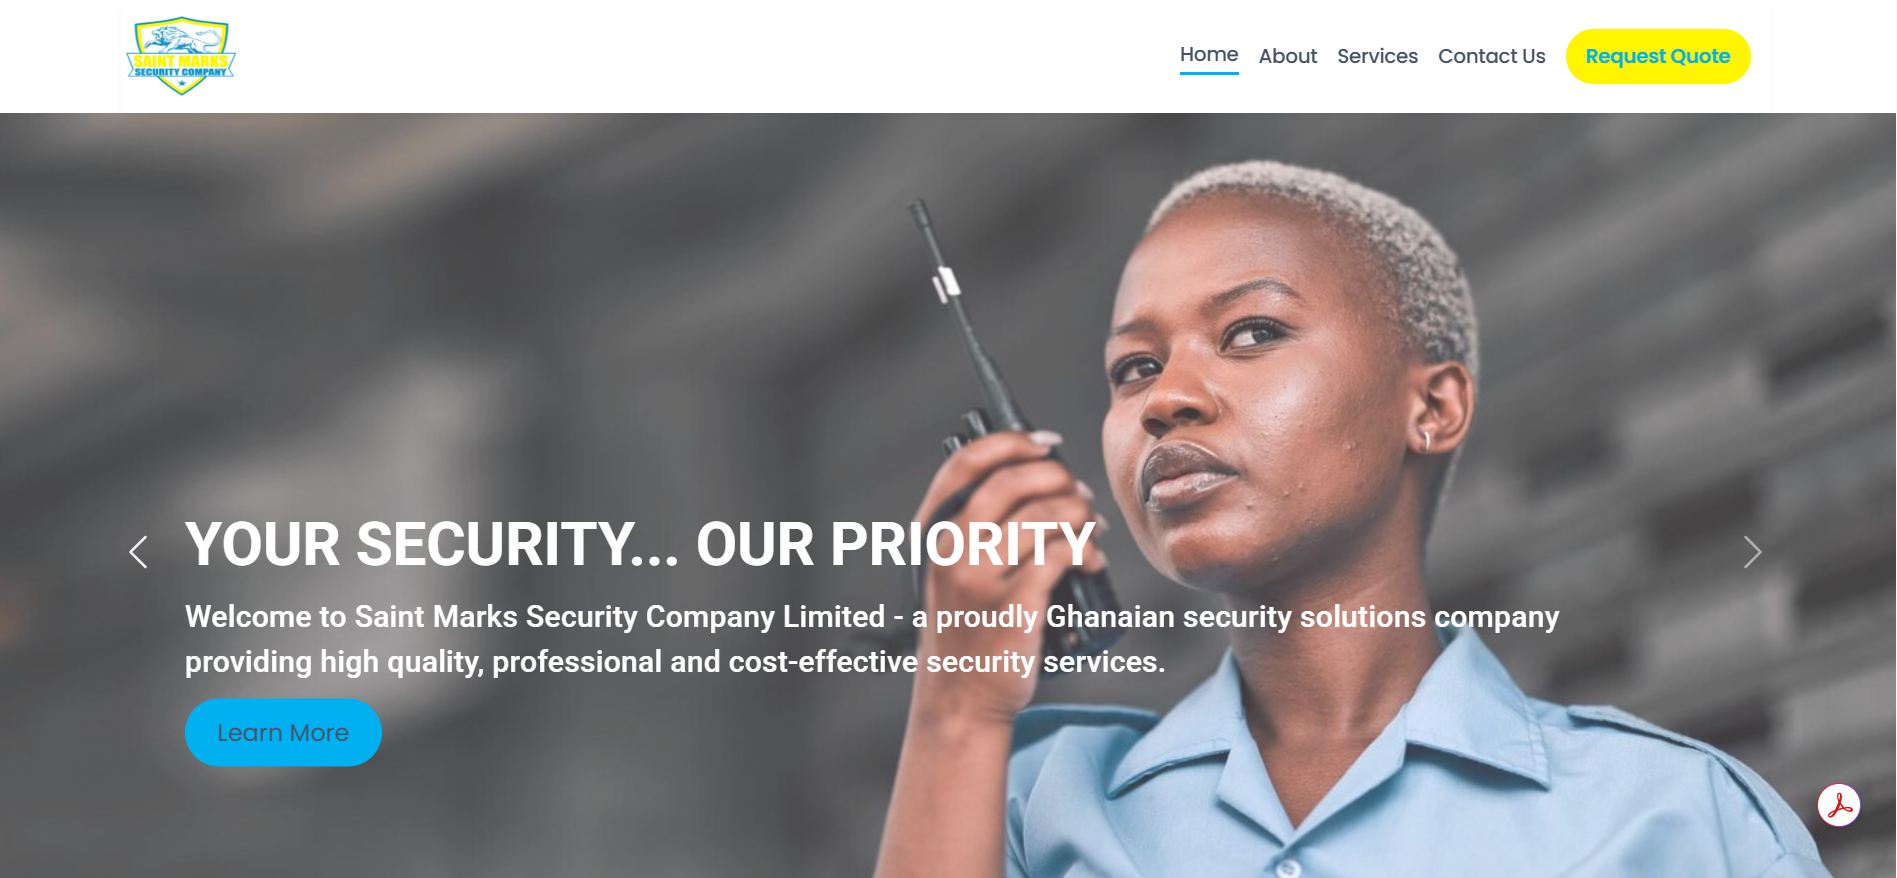 SAINT MARKS
SECURITY COMPANY
Home About Services Contact Us Request Quote
YOUR SECURITY... OUR PRIORITY
Welcome to Saint Marks Security Company Limited - a proudly Ghanaian security solutions company
providing high quality, professional and cost-effective security services.
Learn More